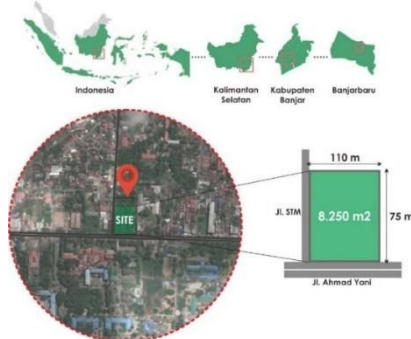 Indonesia
Kalimantan
Selatan
Kabupaten
Banjar
Banjarbaru
SITE
110 m
Jl. STM
8.250 m2
75 m
Jl. Ahmad Yani